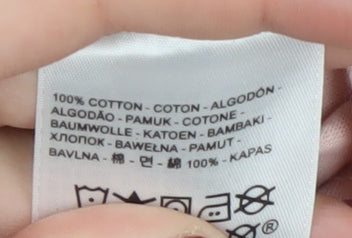 100% COTTON - COTON - ALGODÓN -
ALGODÃO - PAMUK - COTONE -
BAUMWOLLE - KATOEN - BAMBAKI -
ХЛОПОК - BAWEŁNA - PAMUT -
BAVLNA - 棉 - 면 - 綿 100% - KAPAS
®